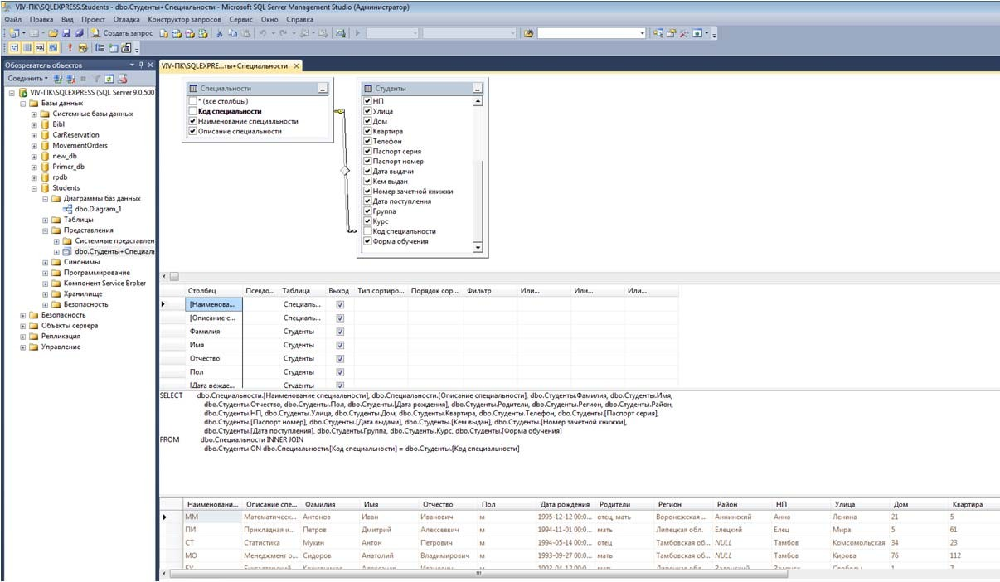 VIV-ПК\SQLEXPRESS.Students - dbo.Студенты+Специальности - Microsoft SQL Server Management Studio (Администратор)
Файл Правка Вид Проект Отладка Конструктор запросов Сервис Окно Справка
Создать запрос
Обозреватель объектов
Соединить
VIV-ПК\SQLEXPRESS (SQL Server 9.0.500
Базы данных
Системные базы данных
Bibl
CarReservation
MovementOrders
new_db
Primer_db
rpdb
Students
Диаграммы баз данных
dbo.Diagram_1
Таблицы
Представления
Системные представлен
dbo.Студенты+Специаль
Синонимы
Программирование
Компонент Service Broker
Хранилище
Безопасность
Безопасность
Объекты сервера
Репликация
Управление
VIV-ПК\SQLEXPRE...ты+Специальности
Специальности
* (все столбцы)
Код специальности
Наименование специальности
Описание специальности
Студенты
НП
Улица
Дом
Квартира
Телефон
Паспорт серия
Паспорт номер
Дата выдачи
Кем выдан
Номер зачетной книжки
Дата поступления
Группа
Курс
Код специальности
Форма обучения
Столбец Псевдо... Таблица Выход Тип сортиро... Порядок сор... Фильтр Или... Или... Или...
[Наименова... Специаль...
[Описание с... Специаль...
Фамилия Студенты
Имя Студенты
Отчество Студенты
Пол Студенты
[Дата рожде... Студенты
SELECT dbo.Специальности.[Наименование специальности], dbo.Специальности.[Описание специальности], dbo.Студенты.Фамилия, dbo.Студенты.Имя,
dbo.Студенты.Отчество, dbo.Студенты.Пол, dbo.Студенты.[Дата рождения], dbo.Студенты.Родители, dbo.Студенты.Регион, dbo.Студенты.Район,
dbo.Студенты.НП, dbo.Студенты.Улица, dbo.Студенты.Дом, dbo.Студенты.Квартира, dbo.Студенты.Телефон, dbo.Студенты.[Паспорт серия],
dbo.Студенты.[Паспорт номер], dbo.Студенты.[Дата выдачи], dbo.Студенты.[Кем выдан], dbo.Студенты.[Номер зачетной книжки],
dbo.Студенты.[Дата поступления], dbo.Студенты.Группа, dbo.Студенты.Курс, dbo.Студенты.[Форма обучения]
FROM dbo.Специальности INNER JOIN
dbo.Студенты ON dbo.Специальности.[Код специальности] = dbo.Студенты.[Код специальности]
Наименовани... Описание спе... Фамилия Имя Отчество Пол Дата рождения Родители Регион Район НП Улица Дом Квартира
ММ Математическ... Антонов Иван Иванович м 1995-12-12 00:0... отец, мать Воронежская ... Аннинский Анна Ленина 21 5
ПИ Прикладная и... Петров Дмитрий Алексеевич м 1994-11-01 00:0... мать Липецкая обл. Елецкий Елец Мира 5 61
СТ Статистика Мухин Антон Петрович м 1994-05-14 00:0... отец Тамбовская об... NULL Тамбов Комсомольская 34 23
МО Менеджмент о... Сидоров Анатолий Владимирович м 1993-09-27 00:0... мать Тамбовская об... NULL Тамбов Кирова 76 112